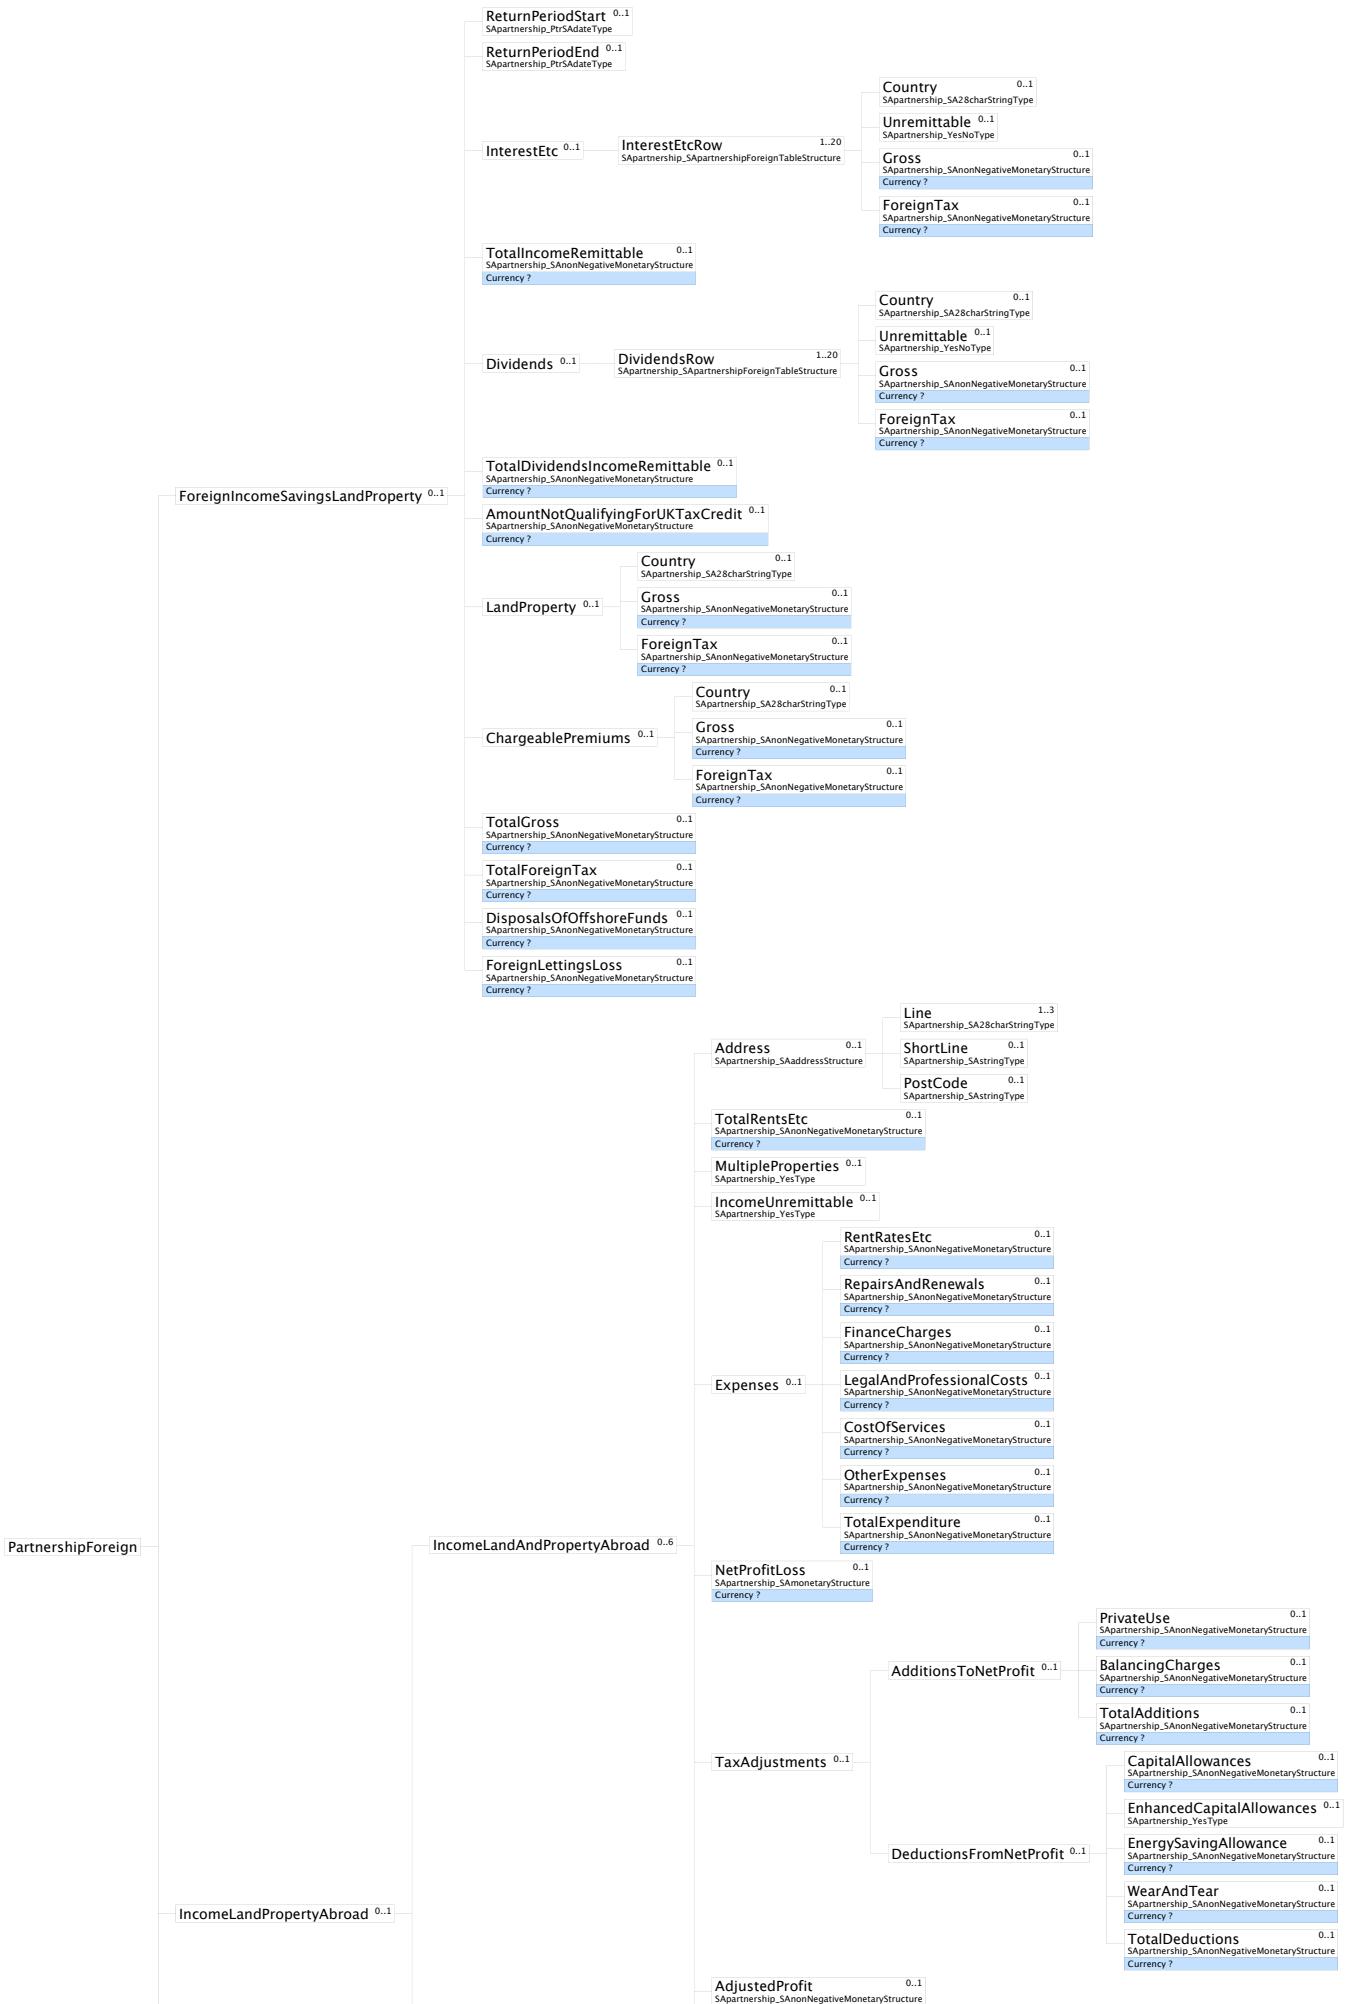 ReturnPeriodStart 0..1
SApartnership_PtrSAdateType
ReturnPeriodEnd 0..1
SApartnership_PtrSAdateType
InterestEtc 0..1
InterestEtcRow 1..20
SApartnership_SApartnershipForeignTableStructure
Country 0..1
SApartnership_SA28charStringType
Unremittable 0..1
SApartnership_YesNoType
Gross 0..1
SApartnership_SAnonNegativeMonetaryStructure
Currency ?
ForeignTax 0..1
SApartnership_SAnonNegativeMonetaryStructure
Currency ?
TotalIncomeRemittable 0..1
SApartnership_SAnonNegativeMonetaryStructure
Currency ?
Dividends 0..1
DividendsRow 1..20
SApartnership_SApartnershipForeignTableStructure
Country 0..1
SApartnership_SA28charStringType
Unremittable 0..1
SApartnership_YesNoType
Gross 0..1
SApartnership_SAnonNegativeMonetaryStructure
Currency ?
ForeignTax 0..1
SApartnership_SAnonNegativeMonetaryStructure
Currency ?
TotalDividendsIncomeRemittable 0..1
SApartnership_SAnonNegativeMonetaryStructure
Currency ?
ForeignIncomeSavingsLandProperty 0..1
AmountNotQualifyingForUKTaxCredit 0..1
SApartnership_SAnonNegativeMonetaryStructure
Currency ?
LandProperty 0..1
Country 0..1
SApartnership_SA28charStringType
Gross 0..1
SApartnership_SAnonNegativeMonetaryStructure
Currency ?
ForeignTax 0..1
SApartnership_SAnonNegativeMonetaryStructure
Currency ?
ChargeablePremiums 0..1
Country 0..1
SApartnership_SA28charStringType
Gross 0..1
SApartnership_SAnonNegativeMonetaryStructure
Currency ?
ForeignTax 0..1
SApartnership_SAnonNegativeMonetaryStructure
Currency ?
TotalGross 0..1
SApartnership_SAnonNegativeMonetaryStructure
Currency ?
TotalForeignTax 0..1
SApartnership_SAnonNegativeMonetaryStructure
Currency ?
DisposalsOfOffshoreFunds 0..1
SApartnership_SAnonNegativeMonetaryStructure
Currency ?
ForeignLettingsLoss 0..1
SApartnership_SAnonNegativeMonetaryStructure
Currency ?
Address 0..1
SApartnership_SAaddressStructure
Line 1..3
SApartnership_SA28charStringType
ShortLine 0..1
SApartnership_SAstringType
PostCode 0..1
SApartnership_SAstringType
TotalRentsEtc 0..1
SApartnership_SAnonNegativeMonetaryStructure
Currency ?
MultipleProperties 0..1
SApartnership_YesType
IncomeUnremittable 0..1
SApartnership_YesType
Expenses 0..1
RentRatesEtc 0..1
SApartnership_SAnonNegativeMonetaryStructure
Currency ?
RepairsAndRenewals 0..1
SApartnership_SAnonNegativeMonetaryStructure
Currency ?
FinanceCharges 0..1
SApartnership_SAnonNegativeMonetaryStructure
Currency ?
LegalAndProfessionalCosts 0..1
SApartnership_SAnonNegativeMonetaryStructure
Currency ?
CostOfServices 0..1
SApartnership_SAnonNegativeMonetaryStructure
Currency ?
OtherExpenses 0..1
SApartnership_SAnonNegativeMonetaryStructure
Currency ?
TotalExpenditure 0..1
SApartnership_SAnonNegativeMonetaryStructure
Currency ?
PartnershipForeign
IncomeLandAndPropertyAbroad 0..6
NetProfitLoss 0..1
SApartnership_SAmonetaryStructure
Currency ?
TaxAdjustments 0..1
AdditionsToNetProfit 0..1
PrivateUse 0..1
SApartnership_SAnonNegativeMonetaryStructure
Currency ?
BalancingCharges 0..1
SApartnership_SAnonNegativeMonetaryStructure
Currency ?
TotalAdditions 0..1
SApartnership_SAnonNegativeMonetaryStructure
Currency ?
DeductionsFromNetProfit 0..1
CapitalAllowances 0..1
SApartnership_SAnonNegativeMonetaryStructure
Currency ?
EnhancedCapitalAllowances 0..1
SApartnership_YesType
EnergySavingAllowance 0..1
SApartnership_SAnonNegativeMonetaryStructure
Currency ?
WearAndTear 0..1
SApartnership_SAnonNegativeMonetaryStructure
Currency ?
TotalDeductions 0..1
SApartnership_SAnonNegativeMonetaryStructure
Currency ?
IncomeLandPropertyAbroad 0..1
AdjustedProfit 0..1
SApartnership_SAnonNegativeMonetaryStructure